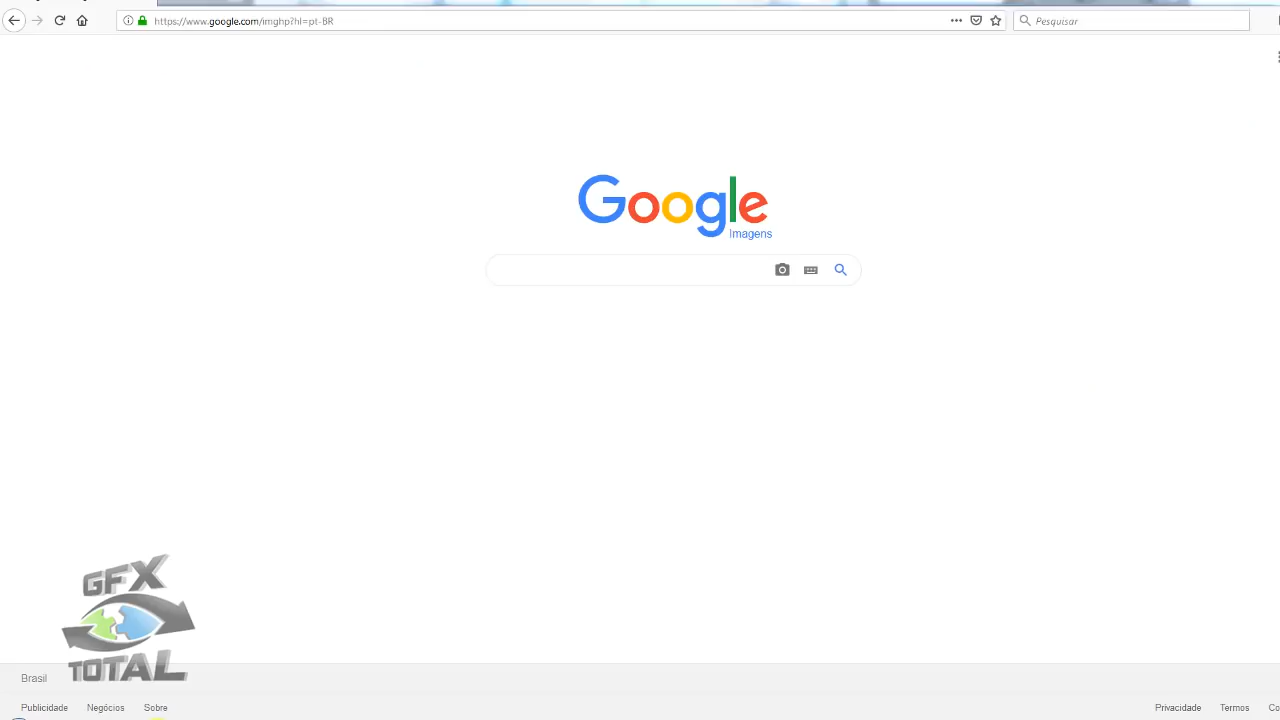 https://www.google.com/imghp?hl=pt-BR
Pesquisar
Google
Imagens
GFX
TOTAL
Brasil
Publicidade Negócios Sobre
Privacidade Termos